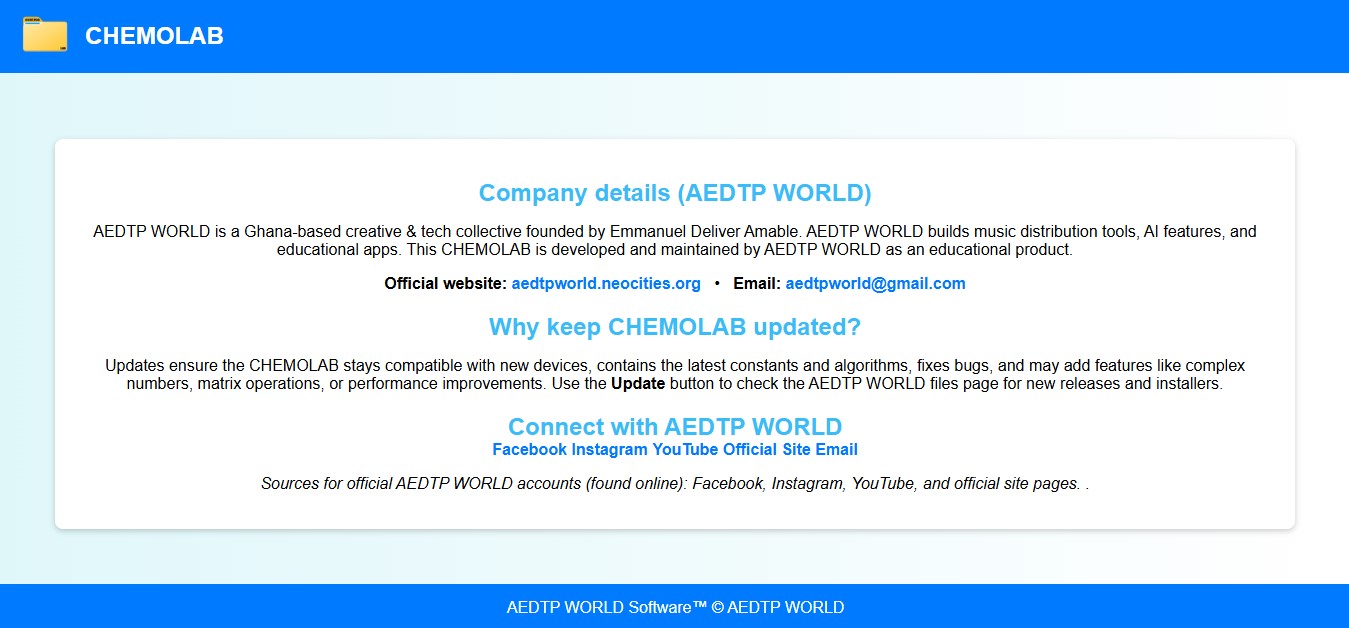 CHEMOLAB
Company details (AEDTP WORLD)
AEDTP WORLD is a Ghana-based creative & tech collective founded by Emmanuel Deliver Amable. AEDTP WORLD builds music distribution tools, AI features, and
educational apps. This CHEMOLAB is developed and maintained by AEDTP WORLD as an educational product.
Official website: aedtpworld.neocities.org • Email: aedtpworld@gmail.com
Why keep CHEMOLAB updated?
Updates ensure the CHEMOLAB stays compatible with new devices, contains the latest constants and algorithms, fixes bugs, and may add features like complex
numbers, matrix operations, or performance improvements. Use the Update button to check the AEDTP WORLD files page for new releases and installers.
Connect with AEDTP WORLD
Facebook Instagram YouTube Official Site Email
Sources for official AEDTP WORLD accounts (found online): Facebook, Instagram, YouTube, and official site pages. .
AEDTP WORLD Software™ © AEDTP WORLD